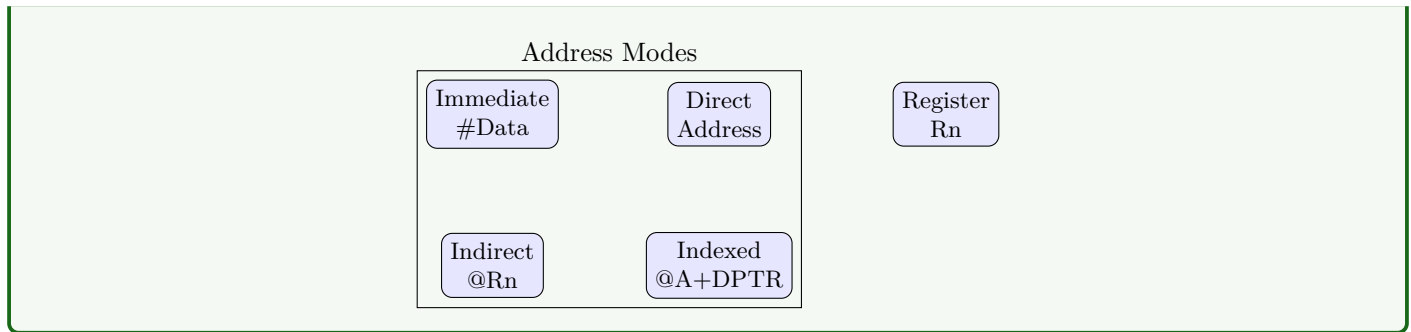 Address Modes
Immediate
#Data
Direct
Address
Register
Rn
Indirect
@Rn
Indexed
@A+DPTR